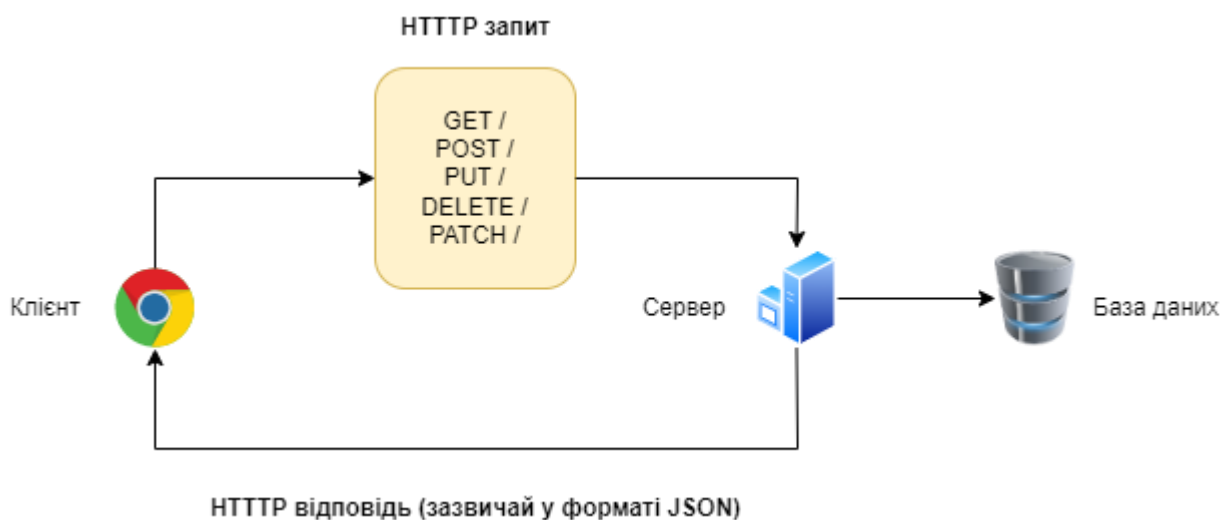 HTTTP запит
GET /
POST /
PUT /
DELETE /
PATCH /
Клієнт
Сервер
База даних
HTTTP відповідь (зазвичай у форматі JSON)